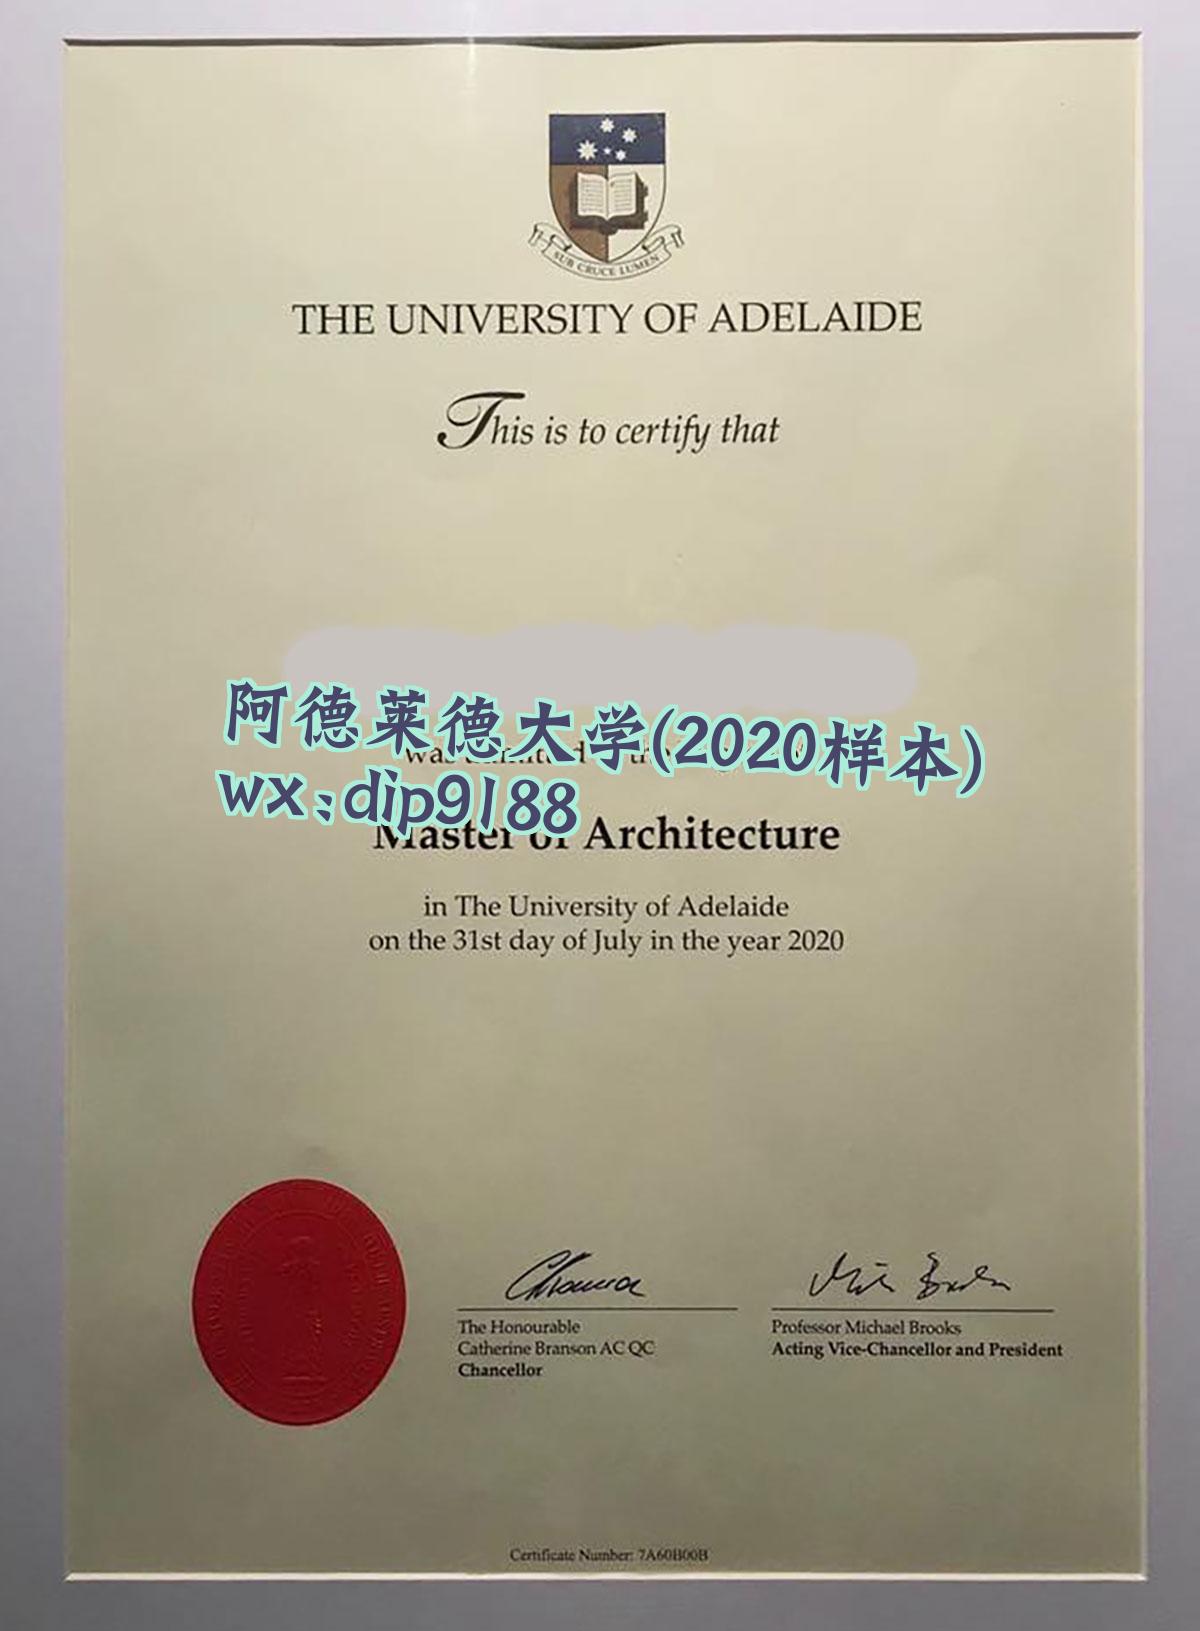 SUB CRUCE LUMEN
THE UNIVERSITY OF ADELAIDE
This is to certify that
阿德莱德大学(2020样本)
wx:dip9188
Master of Architecture
in The University of Adelaide
on the 31st day of July in the year 2020
The Honourable
Catherine Branson AC QC
Chancellor
Professor Michael Brooks
Acting Vice-Chancellor and President
Certificate Number: 7A60B00B